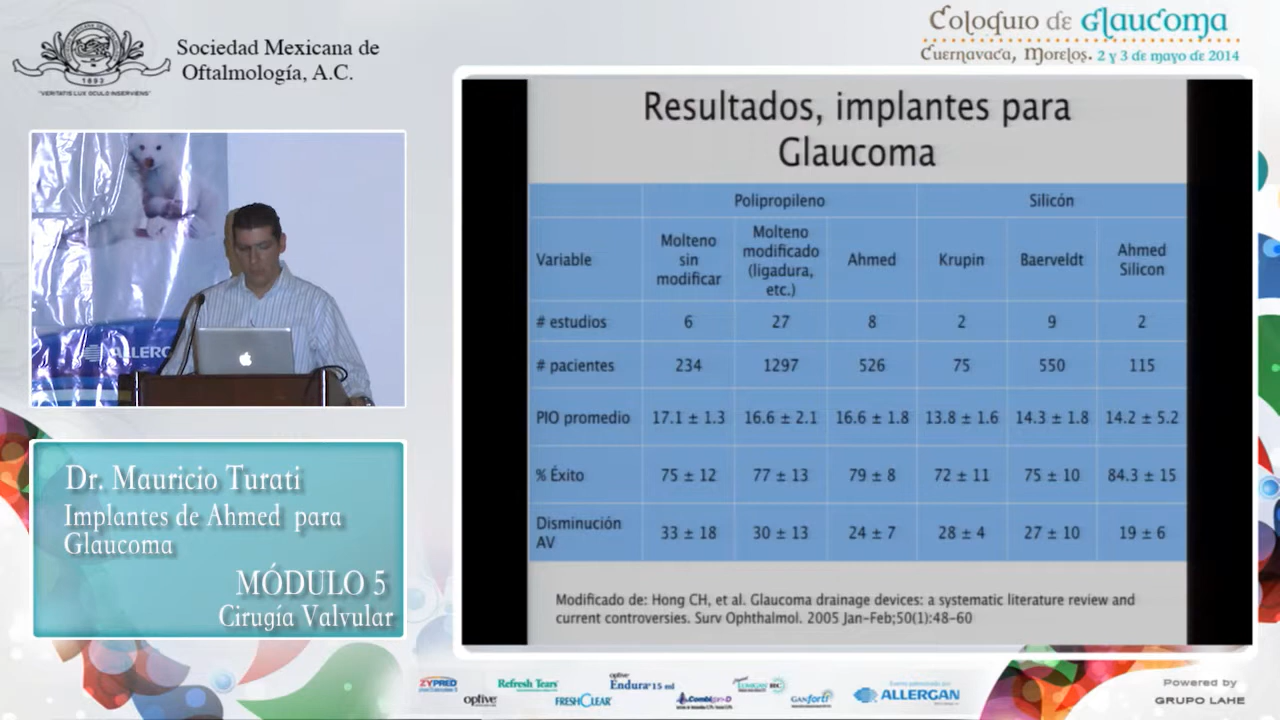 Sociedad Mexicana de
Oftalmología, A.C.
1893
"VERITATIS LUX OCULO INSERVIENS"
Coloquio de glaucoma
Cuernavaca, Morelos. 2 y 3 de mayo de 2014
ALLERGAN
Dr. Mauricio Turati
Implantes de Ahmed para
Glaucoma
MÓDULO 5
Cirugía Valvular
Resultados, implantes para
Glaucoma
Polipropileno Silicón
Variable Molteno sin modificar Molteno modificado (ligadura, etc.) Ahmed Krupin Baerveldt Ahmed Silicon
# estudios 6 27 8 2 9 2
# pacientes 234 1297 526 75 550 115
PIO promedio 17.1 ± 1.3 16.6 ± 2.1 16.6 ± 1.8 13.8 ± 1.6 14.3 ± 1.8 14.2 ± 5.2
% Éxito 75 ± 12 77 ± 13 79 ± 8 72 ± 11 75 ± 10 84.3 ± 15
Disminución AV 33 ± 18 30 ± 13 24 ± 7 28 ± 4 27 ± 10 19 ± 6
Modificado de: Hong CH, et al. Glaucoma drainage devices: a systematic literature review and
current controversies. Surv Ophthalmol. 2005 Jan-Feb;50(1):48-60
ZYPRED
optive
Refresh Tears
FRESHCLEAR
optive
Endura 15 ml
Combigan-D
GANforti
ALLERGAN
Powered by
GRUPO LAHE